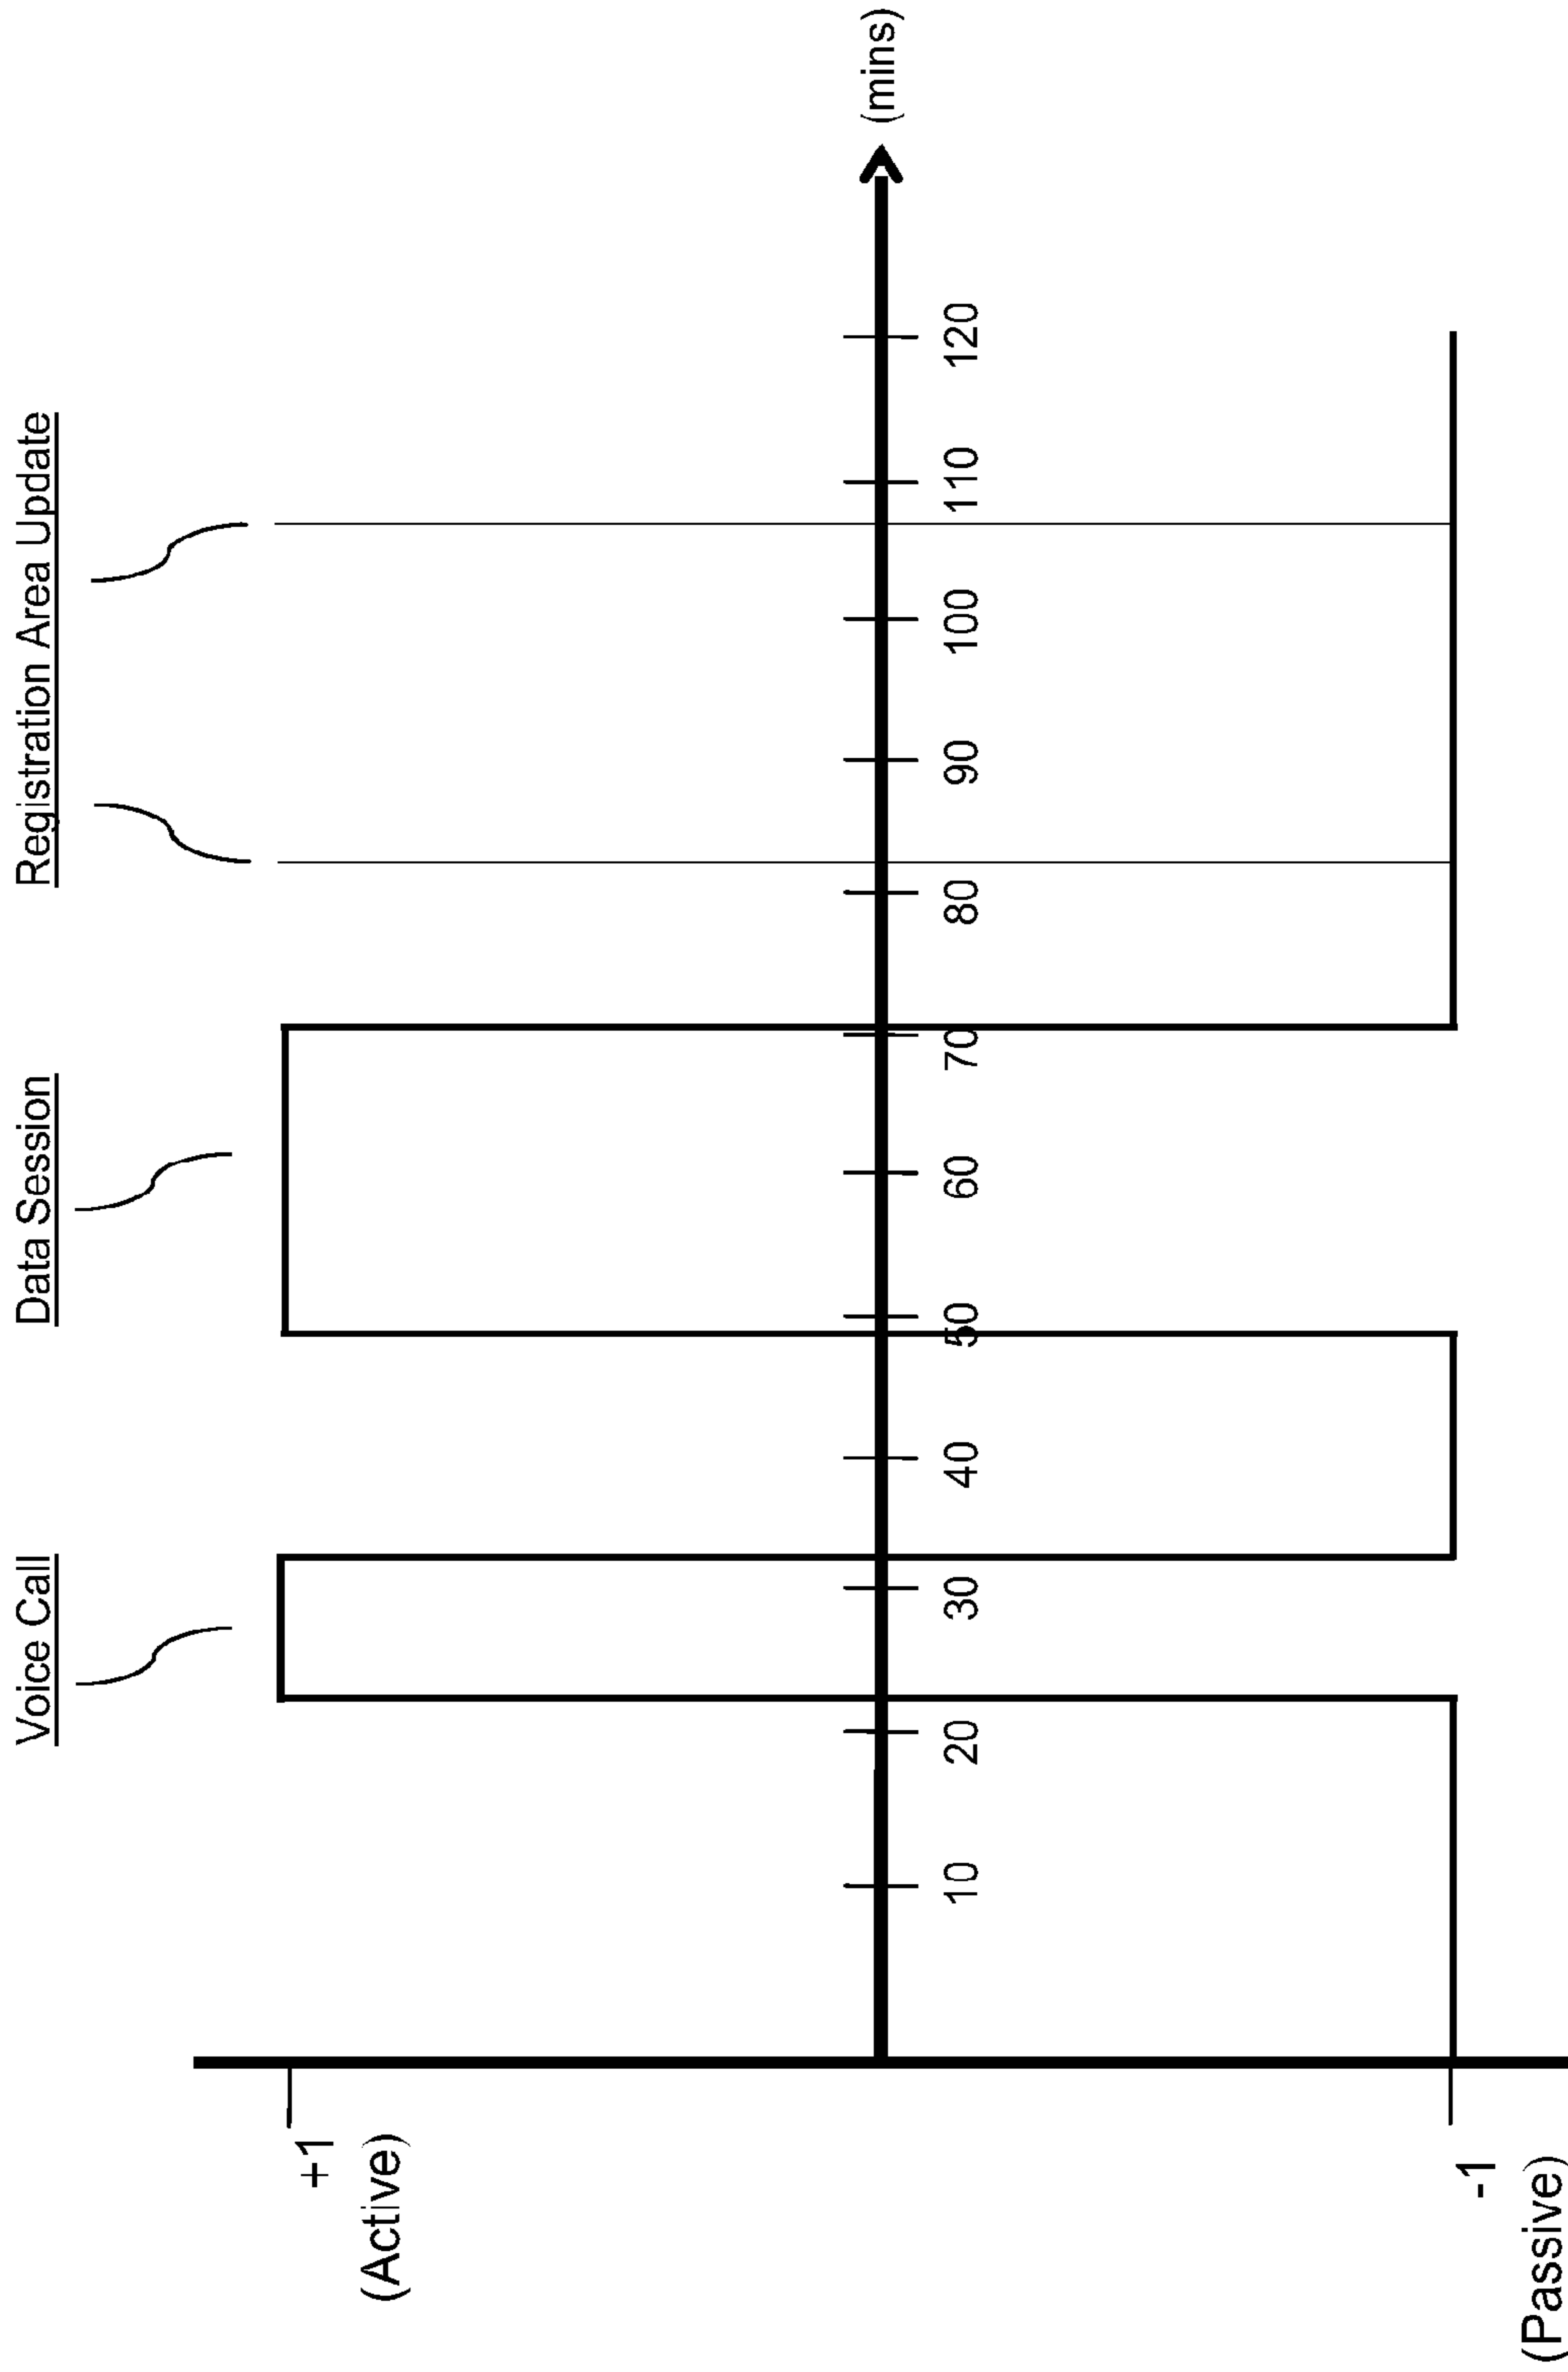 Voice Call
Data Session
Registration Area Update
+1
(Active)
10
20
30
40
50
60
70
80
90
100
110
120
(mins)
-1
(Passive)